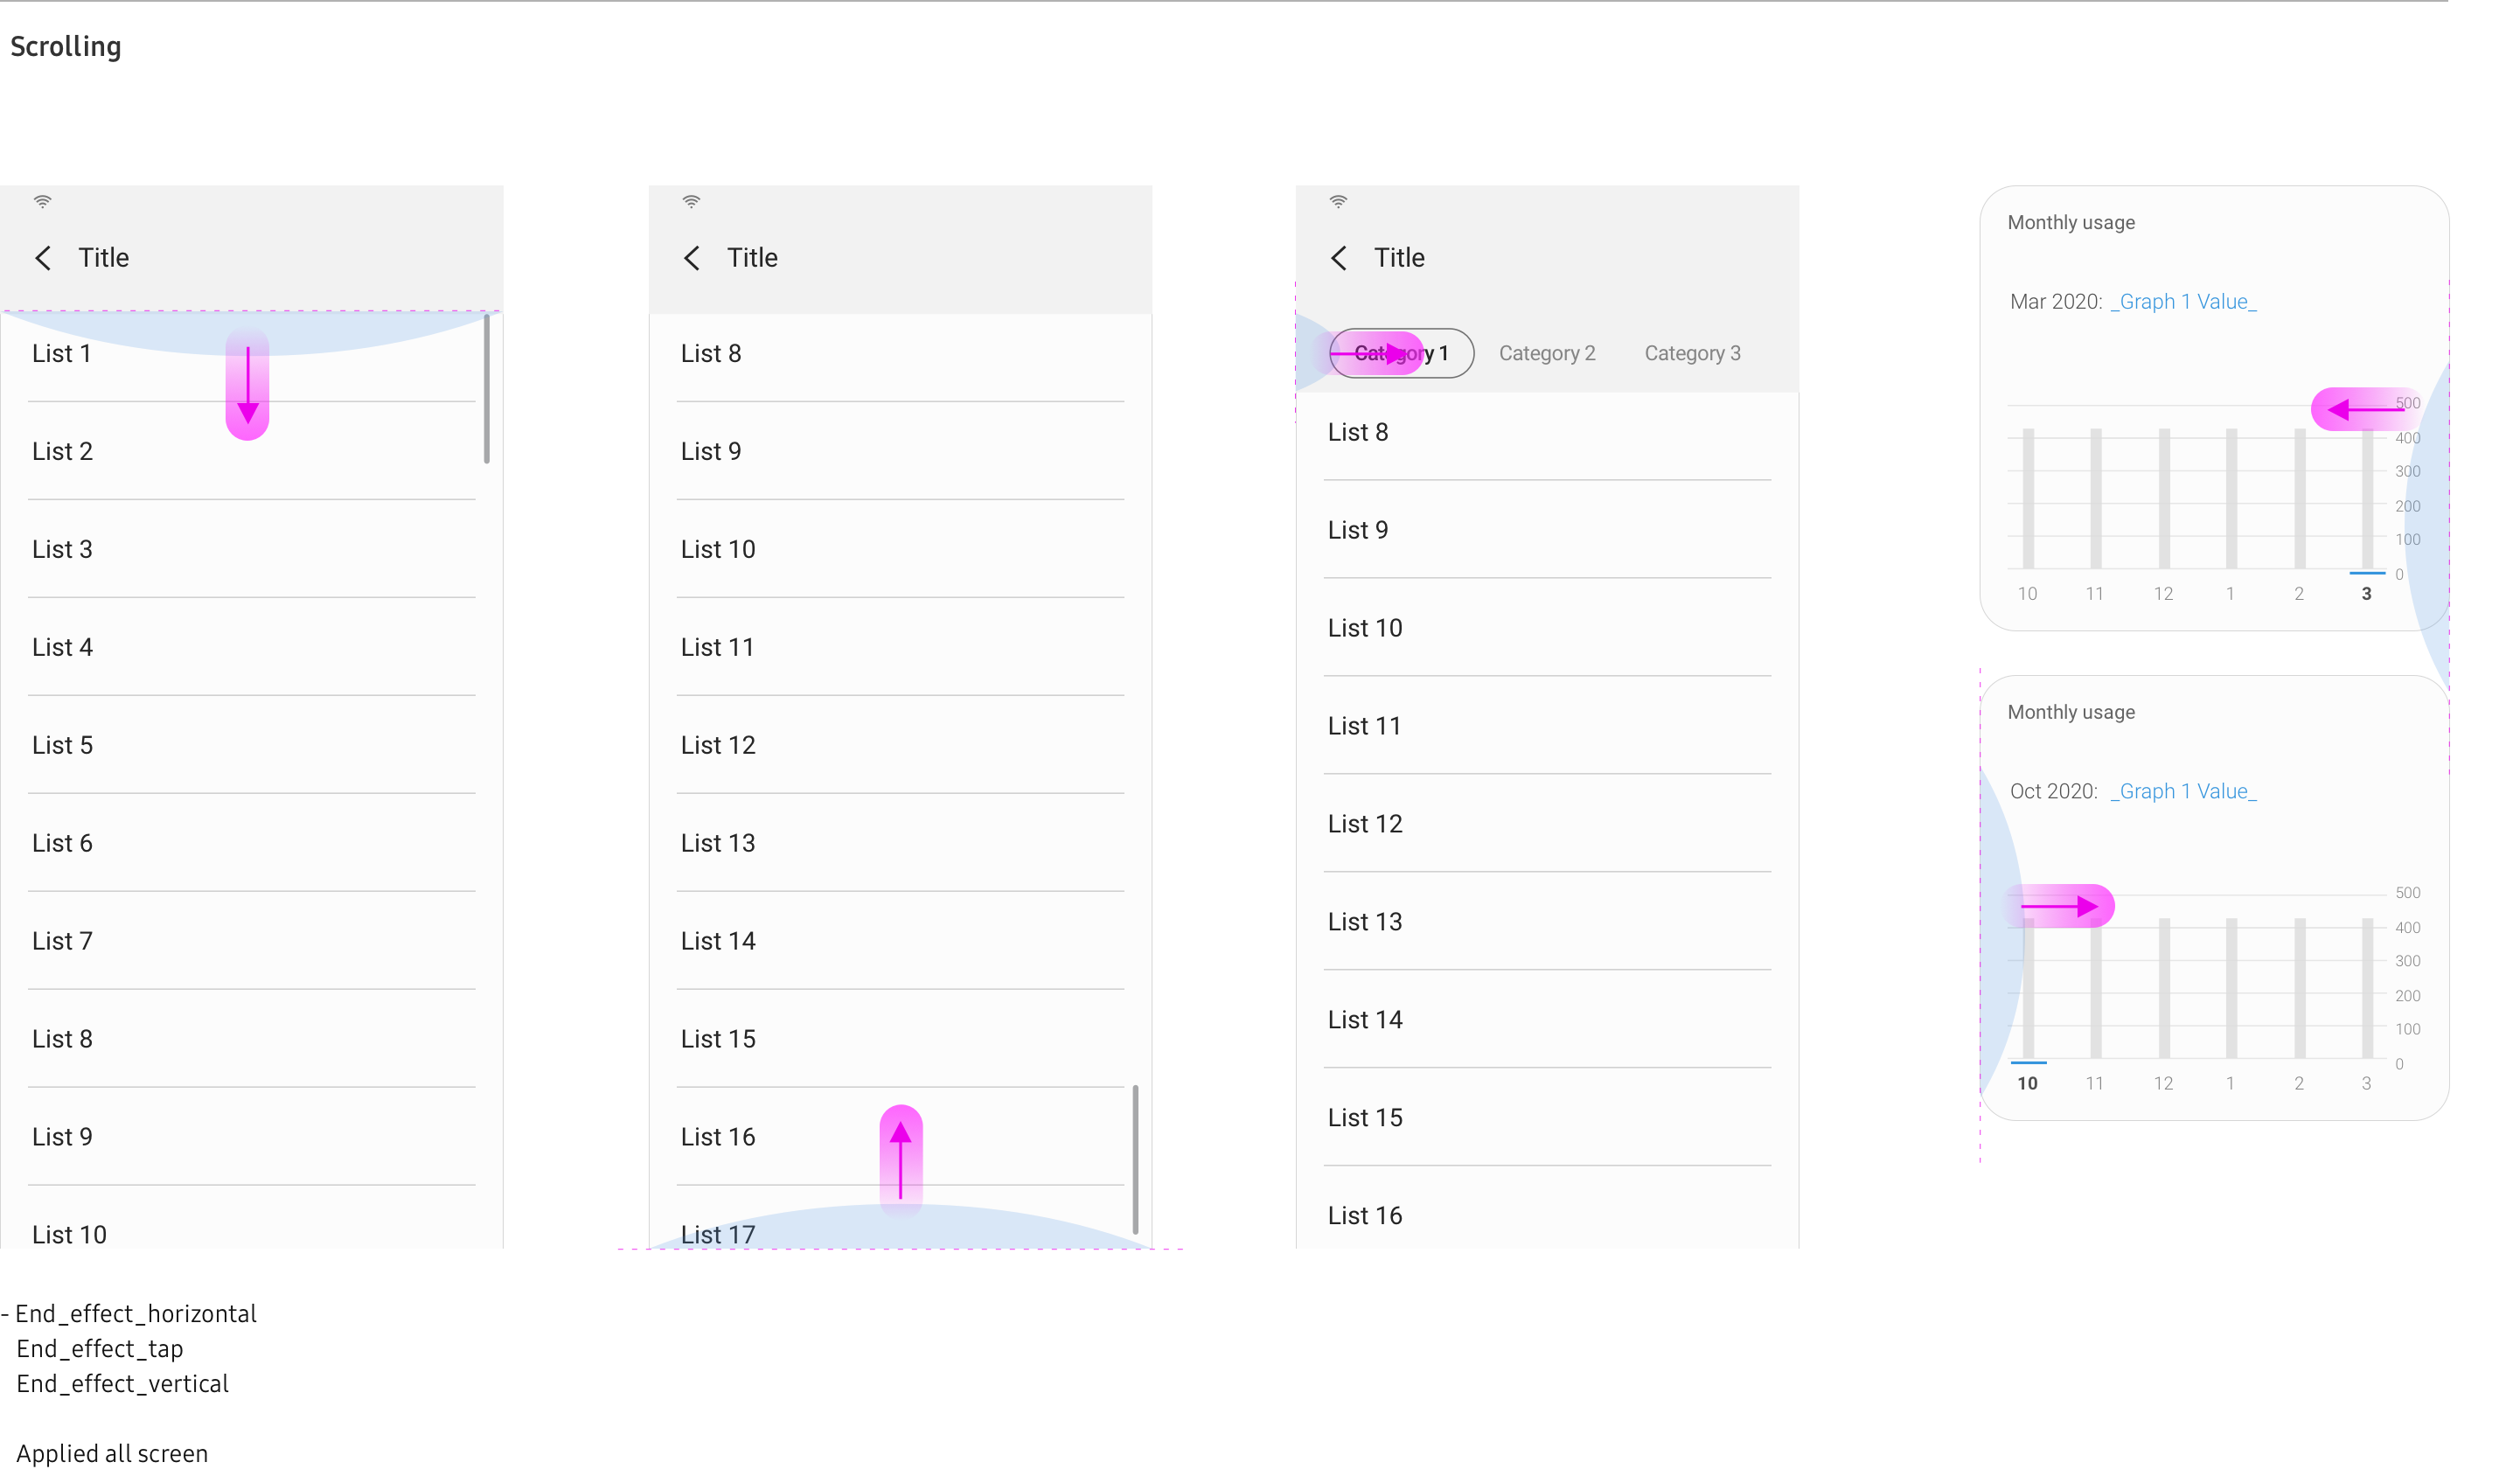 Scrolling
Title
List 1
List 2
List 3
List 4
List 5
List 6
List 7
List 8
List 9
List 10
Title
List 8
List 9
List 10
List 11
List 12
List 13
List 14
List 15
List 16
List 17
Title
Category 1 Category 2 Category 3
List 8
List 9
List 10
List 11
List 12
List 13
List 14
List 15
List 16
Monthly usage
Mar 2020: _Graph 1 Value_
500
400
300
200
100
0
10 11 12 1 2 3
Monthly usage
Oct 2020: _Graph 1 Value_
500
400
300
200
100
0
10 11 12 1 2 3
- End_effect_horizontal
End_effect_tap
End_effect_vertical
Applied all screen